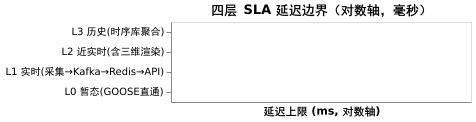 四层 SLA 延迟边界（对数轴，毫秒）
L3 历史(时序库聚合)
L2 近实时(含三维渲染)
L1 实时(采集→Kafka→Redis→API)
L0 暂态(GOOSE直通)
延迟上限 (ms, 对数轴)